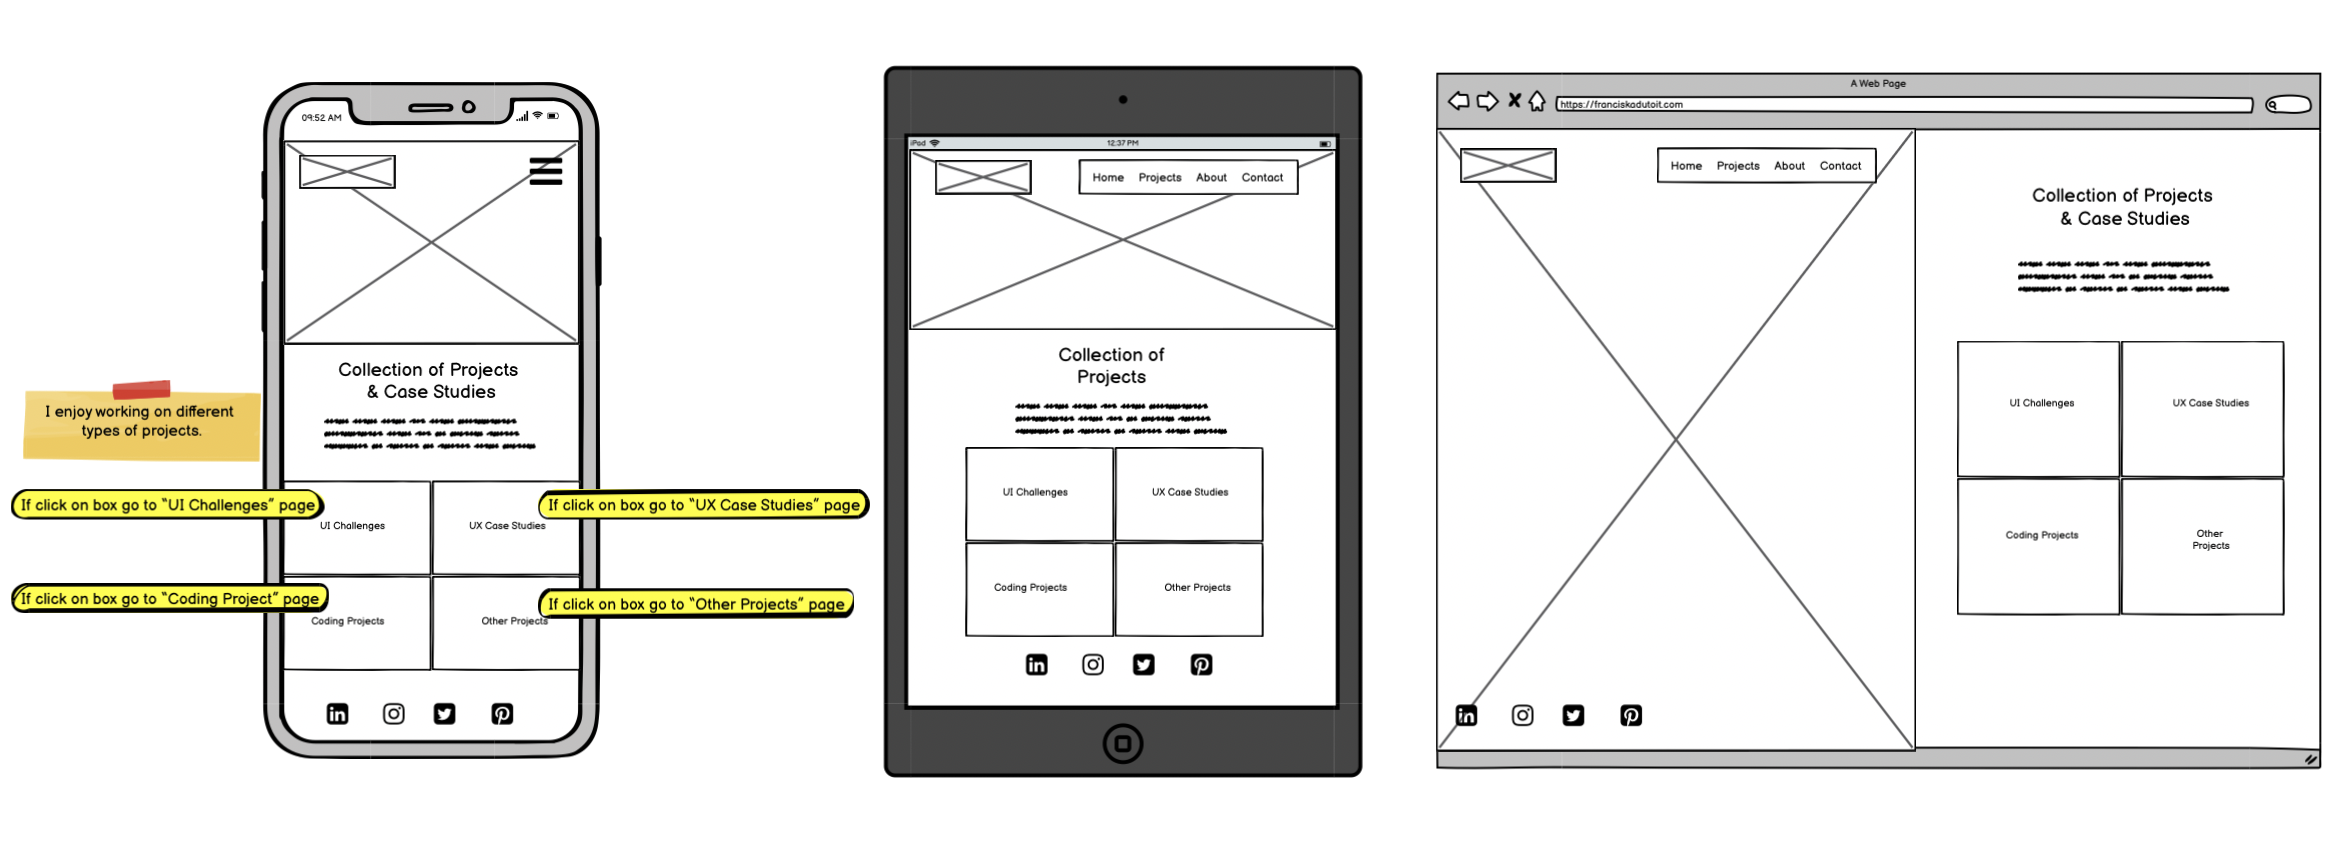 I enjoy working on different
types of projects.
If click on box go to "UI Challenges" page
If click on box go to "Coding Project" page
09:52 AM
Collection of Projects
& Case Studies
UI Challenges
UX Case Studies
Coding Projects
Other Projects
If click on box go to "UX Case Studies" page
If click on box go to "Other Projects" page
iPad
12:37 PM
Home Projects About Contact
Collection of
Projects
UI Challenges
UX Case Studies
Coding Projects
Other Projects
A Web Page
https://franciskadutoit.com
Home Projects About Contact
Collection of Projects
& Case Studies
UI Challenges
UX Case Studies
Coding Projects
Other
Projects